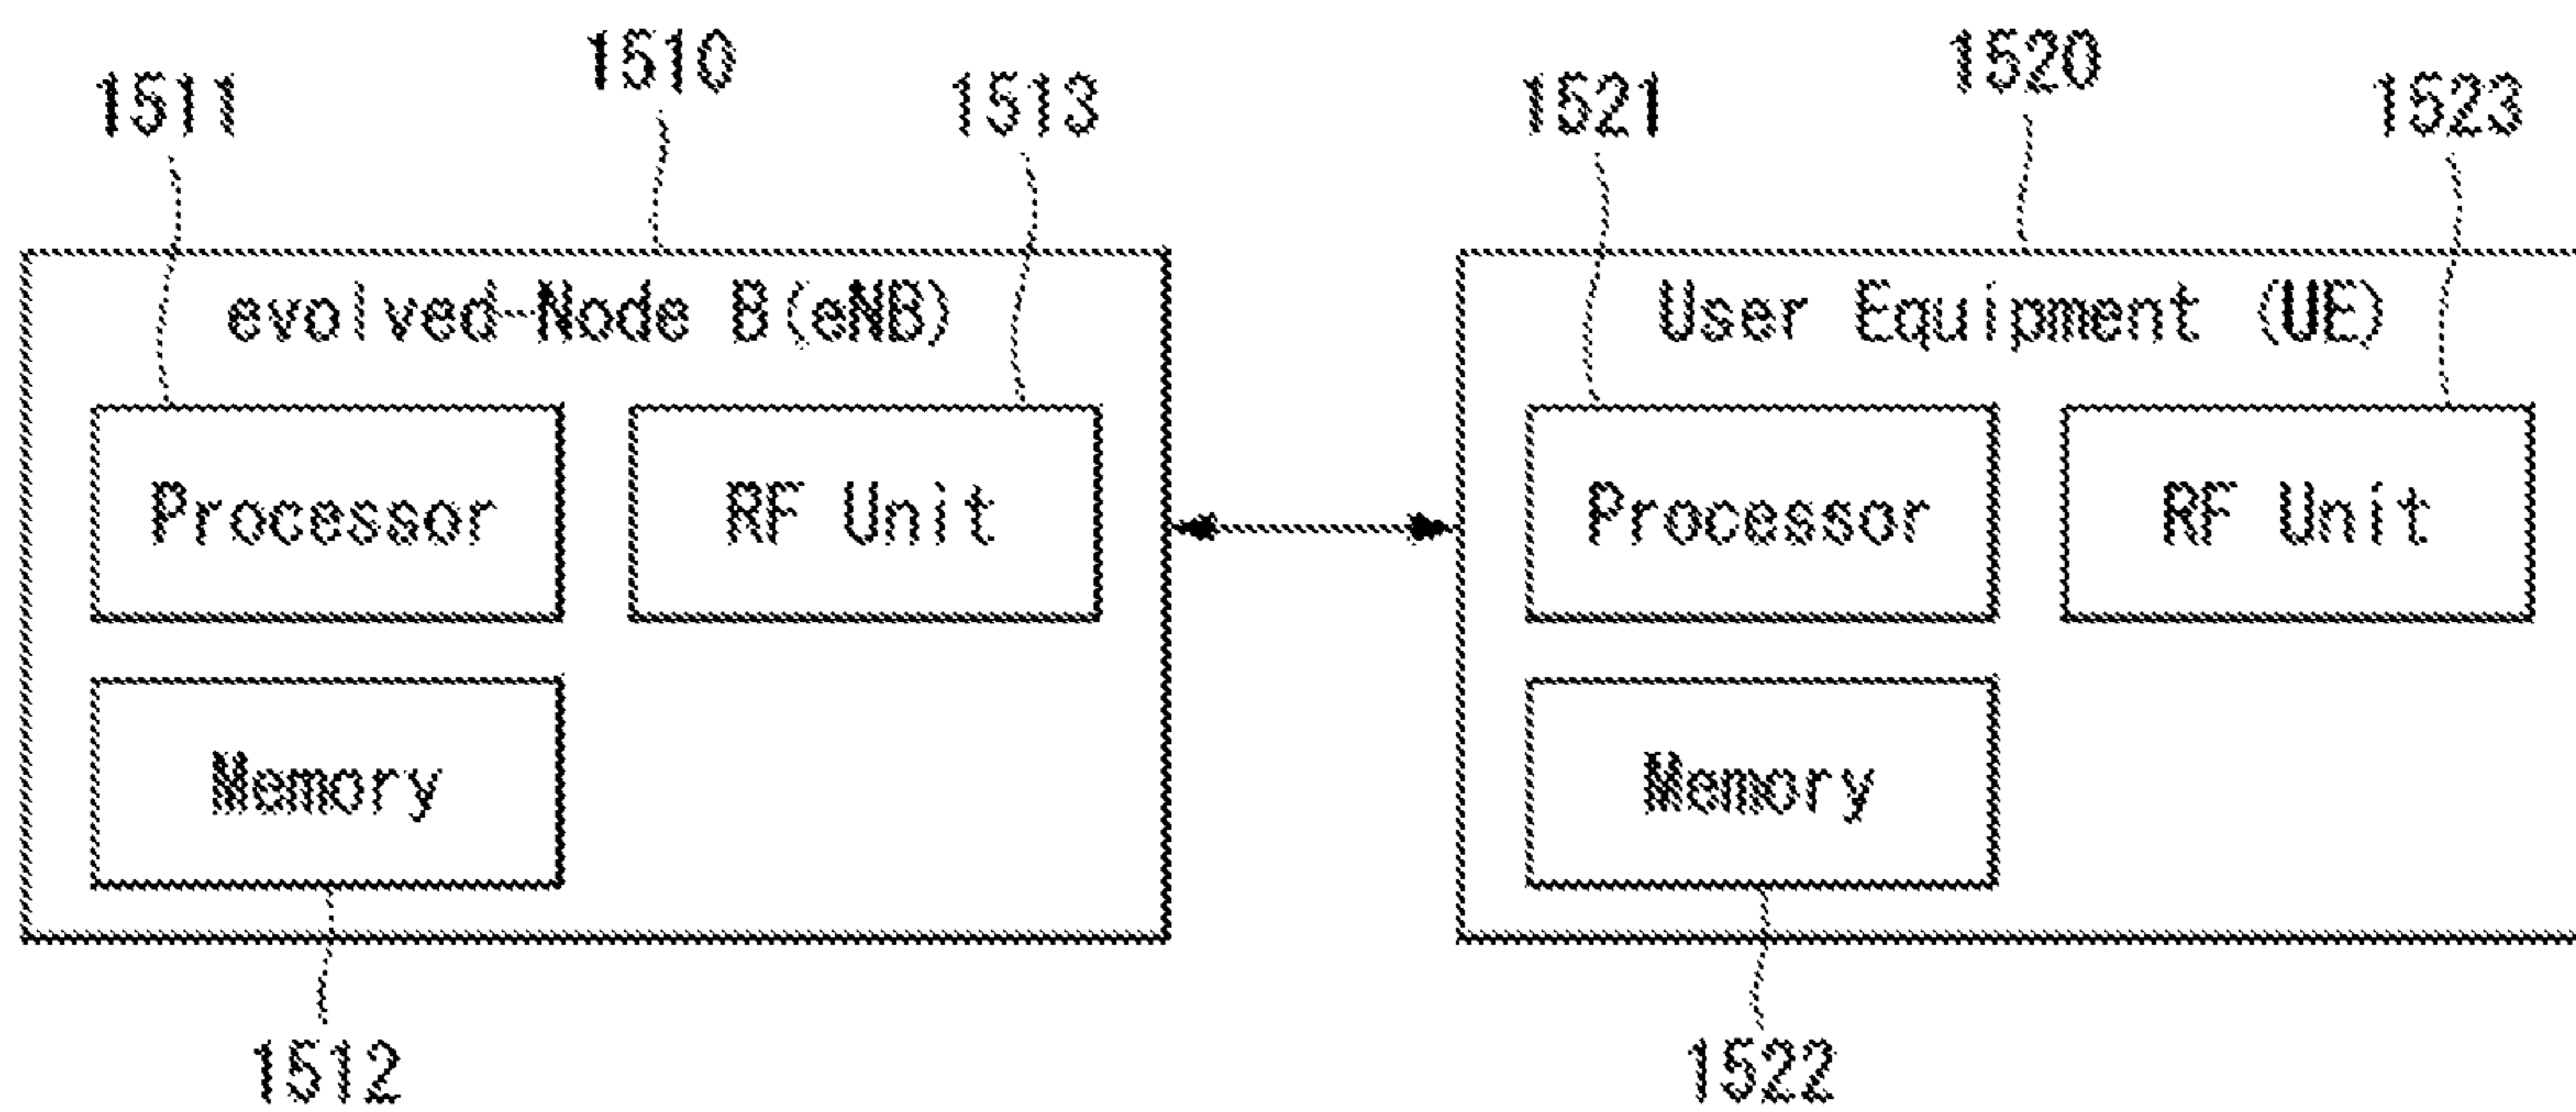 1510 1520
1511 1513 1521 1523
evolved-Node B(eNB) User Equipment (UE)
Processor RF Unit Processor RF Unit
Memory Memory
1512 1522